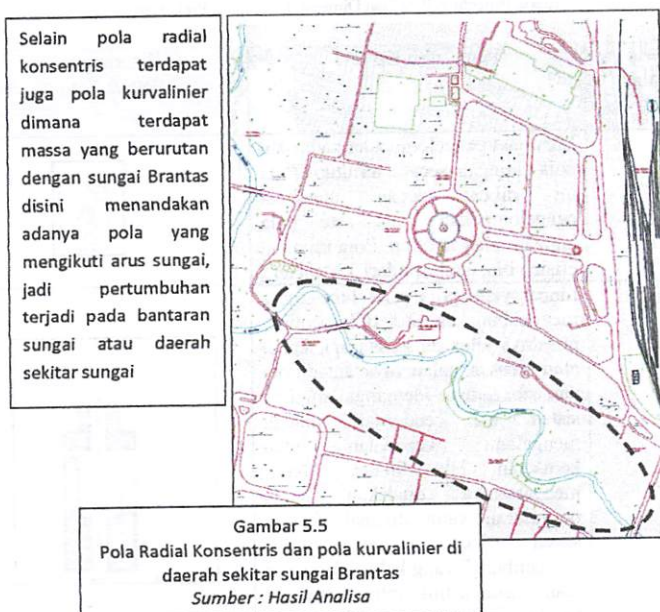 Selain pola radial
konsentris terdapat
juga pola kurvalinier
dimana terdapat
massa yang berurutan
dengan sungai Brantas
disini menandakan
adanya pola yang
mengikuti arus sungai,
jadi pertumbuhan
terjadi pada bantaran
sungai atau daerah
sekitar sungai
Gambar 5.5
Pola Radial Konsentris dan pola kurvalinier di
daerah sekitar sungai Brantas
Sumber : Hasil Analisa